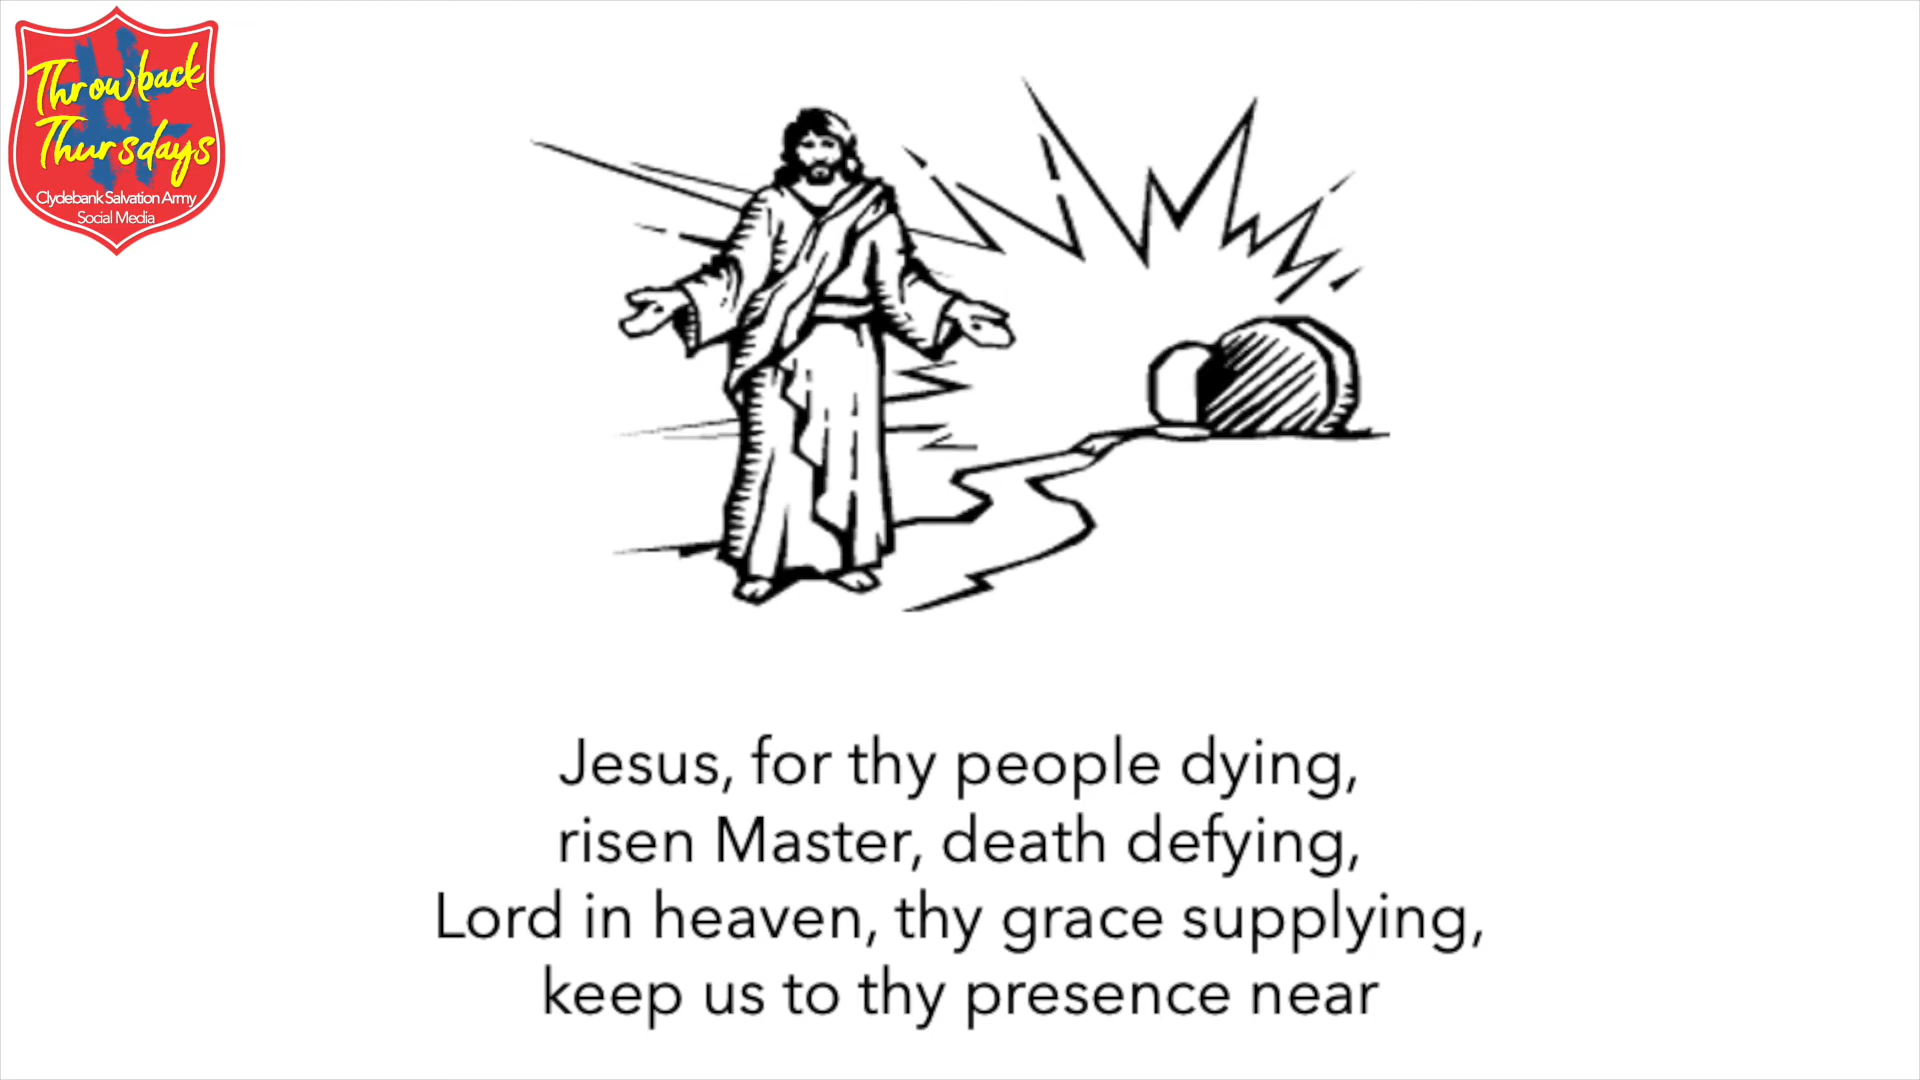 Throwback
Thursdays
Clydebank Salvation Army
Social Media
Jesus, for thy people dying,
risen Master, death defying,
Lord in heaven, thy grace supplying,
keep us to thy presence near